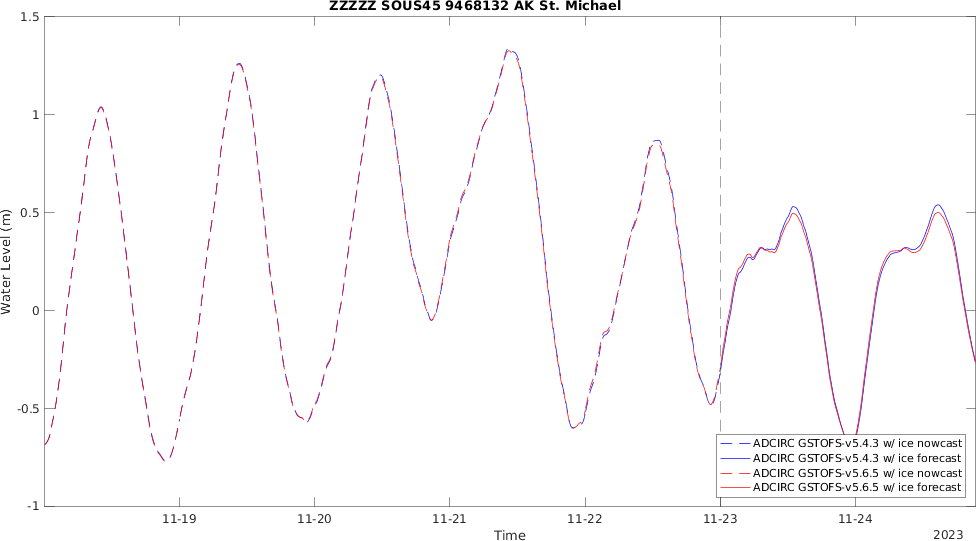 ZZZZZ SOUS45 9468132 AK St. Michael
1.5
1
0.5
0
-0.5
-1
Water Level (m)
11-19
11-20
11-21
11-22
11-23
11-24
Time
2023
ADCIRC GSTOFS-v5.4.3 w/ ice nowcast
ADCIRC GSTOFS-v5.4.3 w/ ice forecast
ADCIRC GSTOFS-v5.6.5 w/ ice nowcast
ADCIRC GSTOFS-v5.6.5 w/ ice forecast